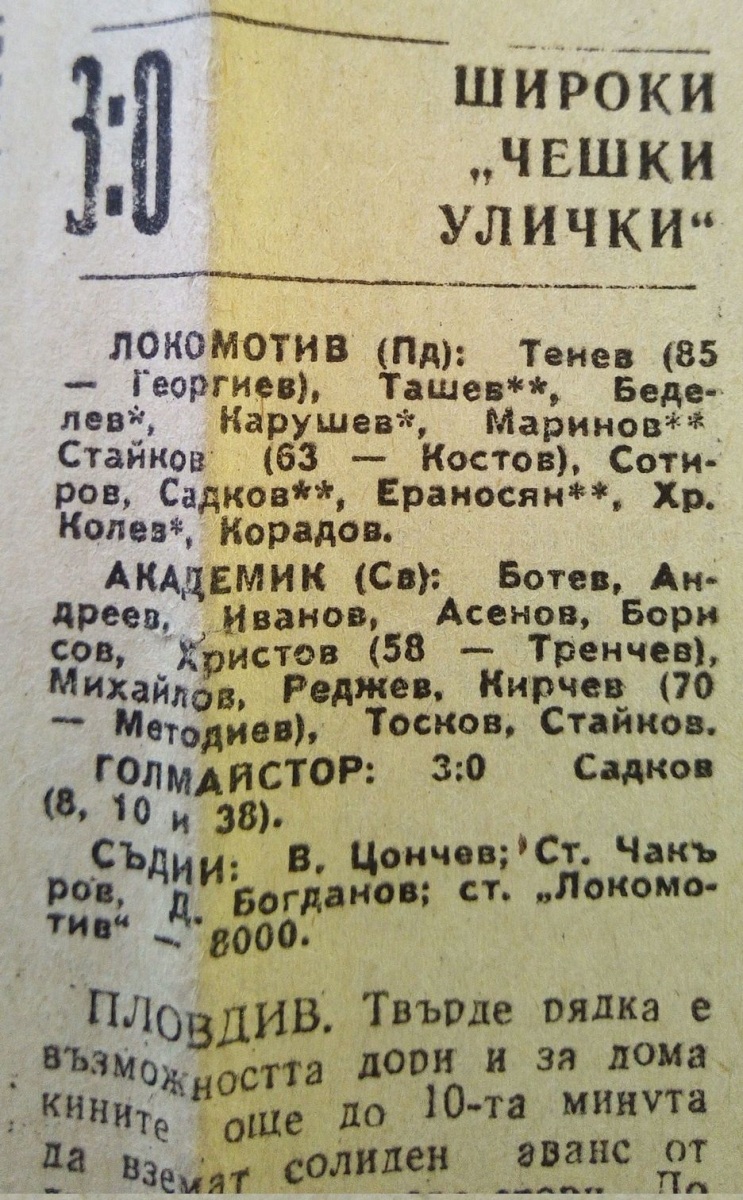 3:0
ШИРОКИ
„ЧЕШКИ
УЛИЧКИ“
ЛОКОМОТИВ (Пд): Тенев (85
— Георгиев), Ташев**, Беде-
лев*, Карушев*, Маринов**
Стайков (63 — Костов), Соти-
ров, Садков**, Ераносян**, Хр.
Колев*, Корадов.
АКАДЕМИК (Св): Ботев, Ан-
дреев, Иванов, Асенов, Бори
сов, Христов (58 — Тренчев),
Михайлов, Реджев, Кирчев (70
— Методиев), Тосков, Стайков.
ГОЛМАЙСТОР: 3:0 Садков
(8, 10 и 38).
СЪДИИ: В. Цончев; Ст. Чакъ
ров, Д. Богданов; ст. „Локомо-
тив“ — 8000.
ПЛОВДИВ. Твърде рядка е
възможността дори и за дома
кините още до 10-та минута
да вземат солиден аванс от
До